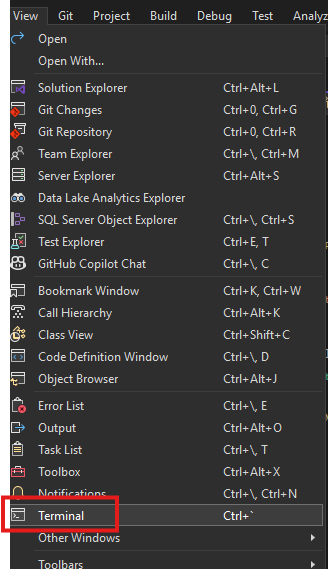 View Git Project Build Debug Test Analyz
Open
Open With...
Solution Explorer Ctrl+Alt+L
Git Changes Ctrl+0, Ctrl+G
Git Repository Ctrl+0, Ctrl+R
Team Explorer Ctrl+\, Ctrl+M
Server Explorer Ctrl+Alt+S
Data Lake Analytics Explorer
SQL Server Object Explorer Ctrl+\, Ctrl+S
Test Explorer Ctrl+E, T
GitHub Copilot Chat Ctrl+\, C
Bookmark Window Ctrl+K, Ctrl+W
Call Hierarchy Ctrl+Alt+K
Class View Ctrl+Shift+C
Code Definition Window Ctrl+\, D
Object Browser Ctrl+Alt+J
Error List Ctrl+\, E
Output Ctrl+Alt+O
Task List Ctrl+\, T
Toolbox Ctrl+Alt+X
Notifications Ctrl+\, Ctrl+N
Terminal Ctrl+`
Other Windows
Toolbars